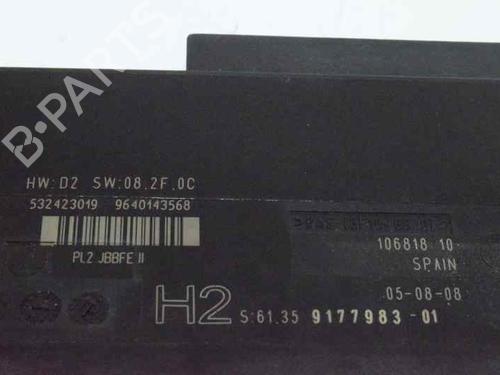 B-PARTS
HW:D2 SW:08.2F.0C
532423019 9640143568
PL2 JBBFE II
106818 10
SPAIN
05-08-08
H2 S:61.35 9177983-01